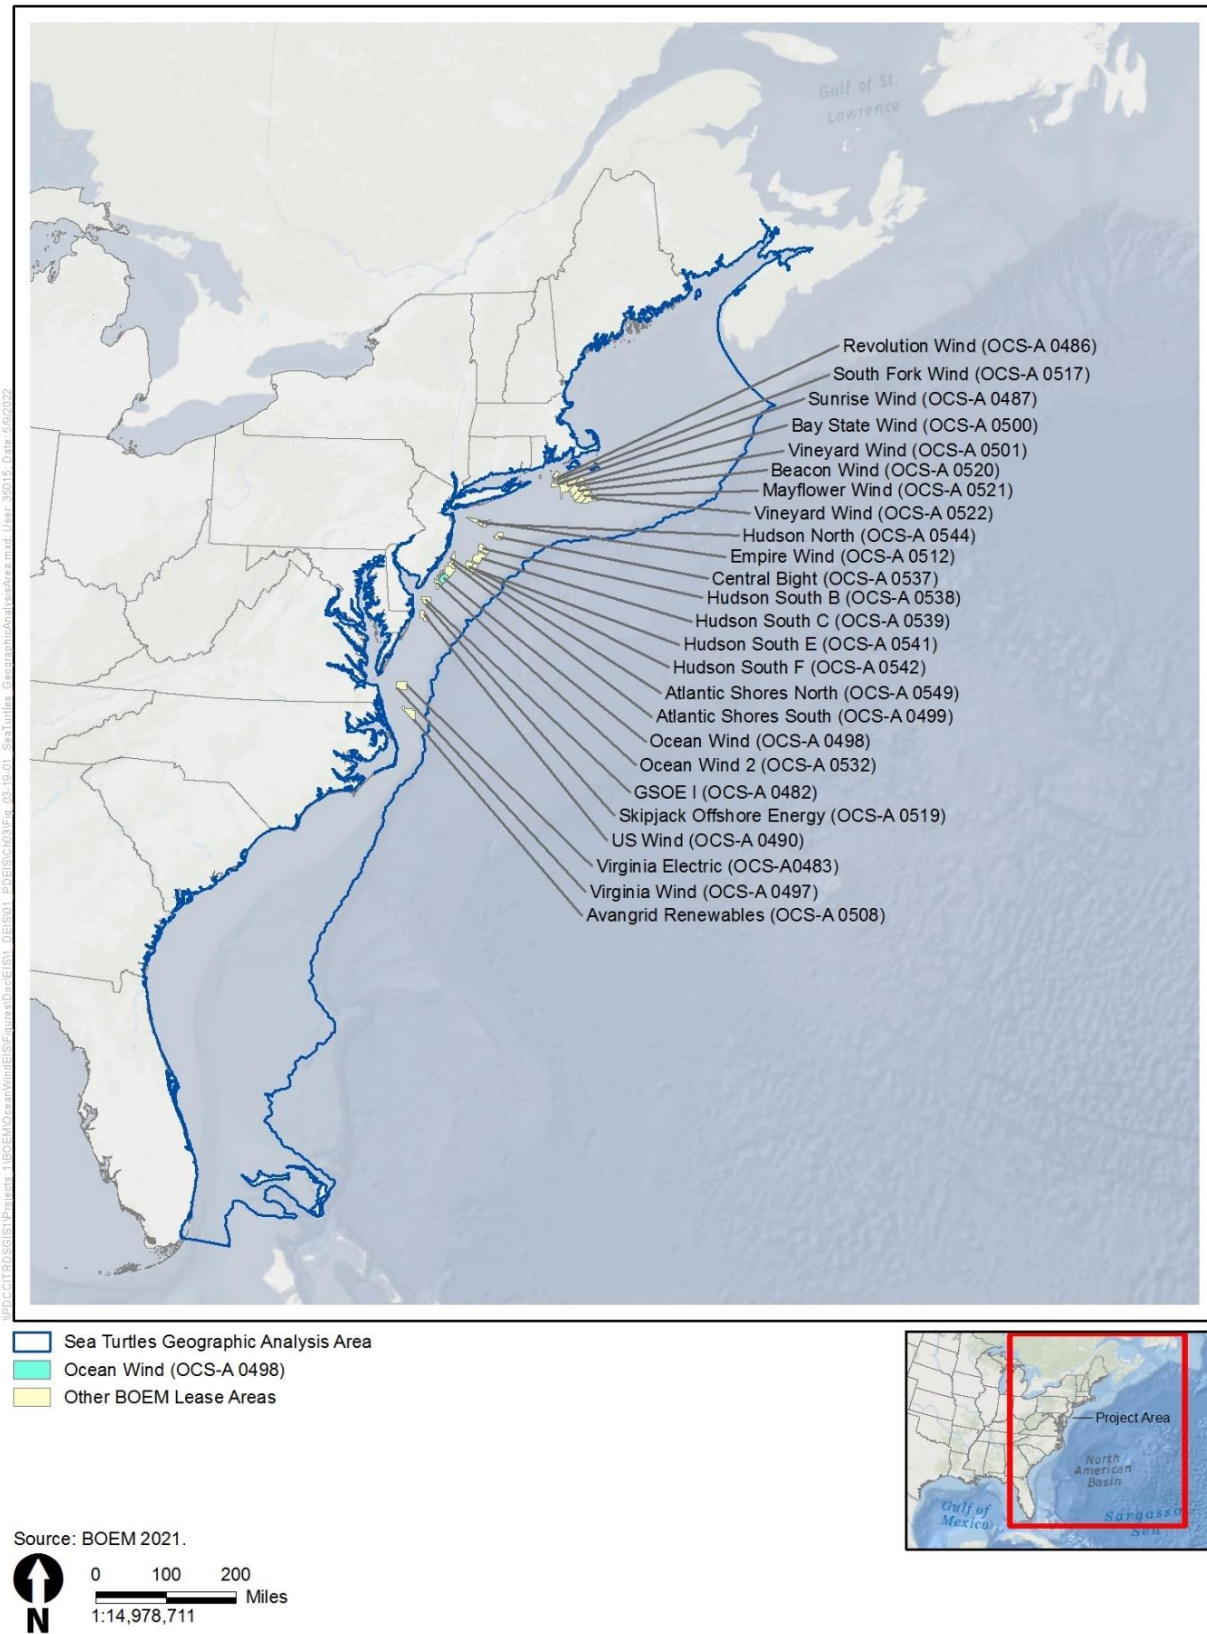 Gulf of St.
Lawrence
Revolution Wind (OCS-A 0486)
South Fork Wind (OCS-A 0517)
Sunrise Wind (OCS-A 0487)
Bay State Wind (OCS-A 0500)
Vineyard Wind (OCS-A 0501)
Beacon Wind (OCS-A 0520)
Mayflower Wind (OCS-A 0521)
Vineyard Wind (OCS-A 0522)
Hudson North (OCS-A 0544)
Empire Wind (OCS-A 0512)
Central Bight (OCS-A 0537)
Hudson South B (OCS-A 0538)
Hudson South C (OCS-A 0539)
Hudson South E (OCS-A 0541)
Hudson South F (OCS-A 0542)
Atlantic Shores North (OCS-A 0549)
Atlantic Shores South (OCS-A 0499)
Ocean Wind (OCS-A 0498)
Ocean Wind 2 (OCS-A 0532)
GSOE I (OCS-A 0482)
Skipjack Offshore Energy (OCS-A 0519)
US Wind (OCS-A 0490)
Virginia Electric (OCS-A0483)
Virginia Wind (OCS-A 0497)
Avangrid Renewables (OCS-A 0508)
Sea Turtles Geographic Analysis Area
Ocean Wind (OCS-A 0498)
Other BOEM Lease Areas
Project Area
North
American
Basin
Gulf of
Mexico
Sargasso
Sea
Source: BOEM 2021.
N
0 100 200
Miles
1:14,978,711